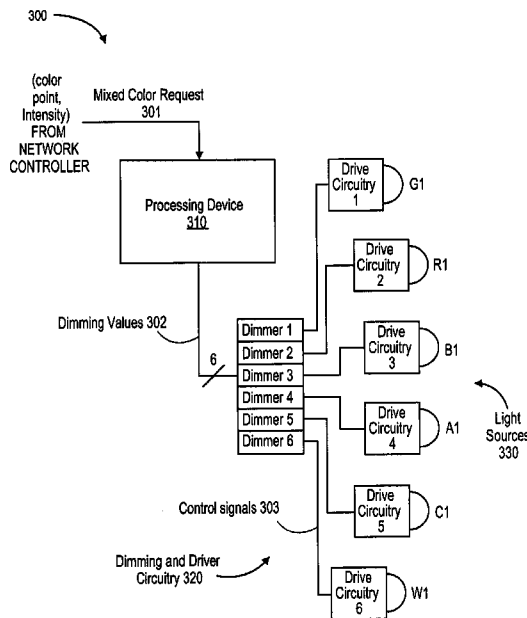 300
(color
point,
Intensity)
FROM
NETWORK
CONTROLLER
Mixed Color Request
301
Processing Device
310
Dimming Values 302
6
Dimmer 1
Dimmer 2
Dimmer 3
Dimmer 4
Dimmer 5
Dimmer 6
Drive
Circuitry
1
G1
Drive
Circuitry
2
R1
Drive
Circuitry
3
B1
Drive
Circuitry
4
A1
Drive
Circuitry
5
C1
Drive
Circuitry
6
W1
Light
Sources
330
Control signals 303
Dimming and Driver
Circuitry 320